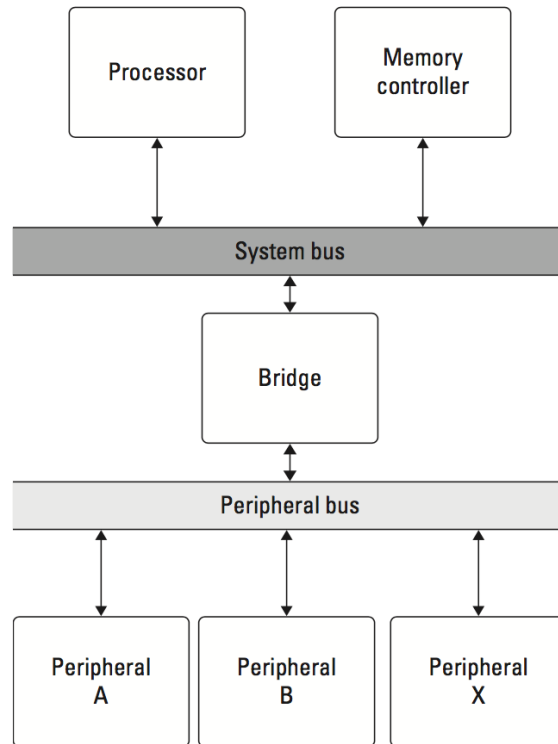 Processor
Memory
controller
System bus
Bridge
Peripheral bus
Peripheral
A
Peripheral
B
Peripheral
X